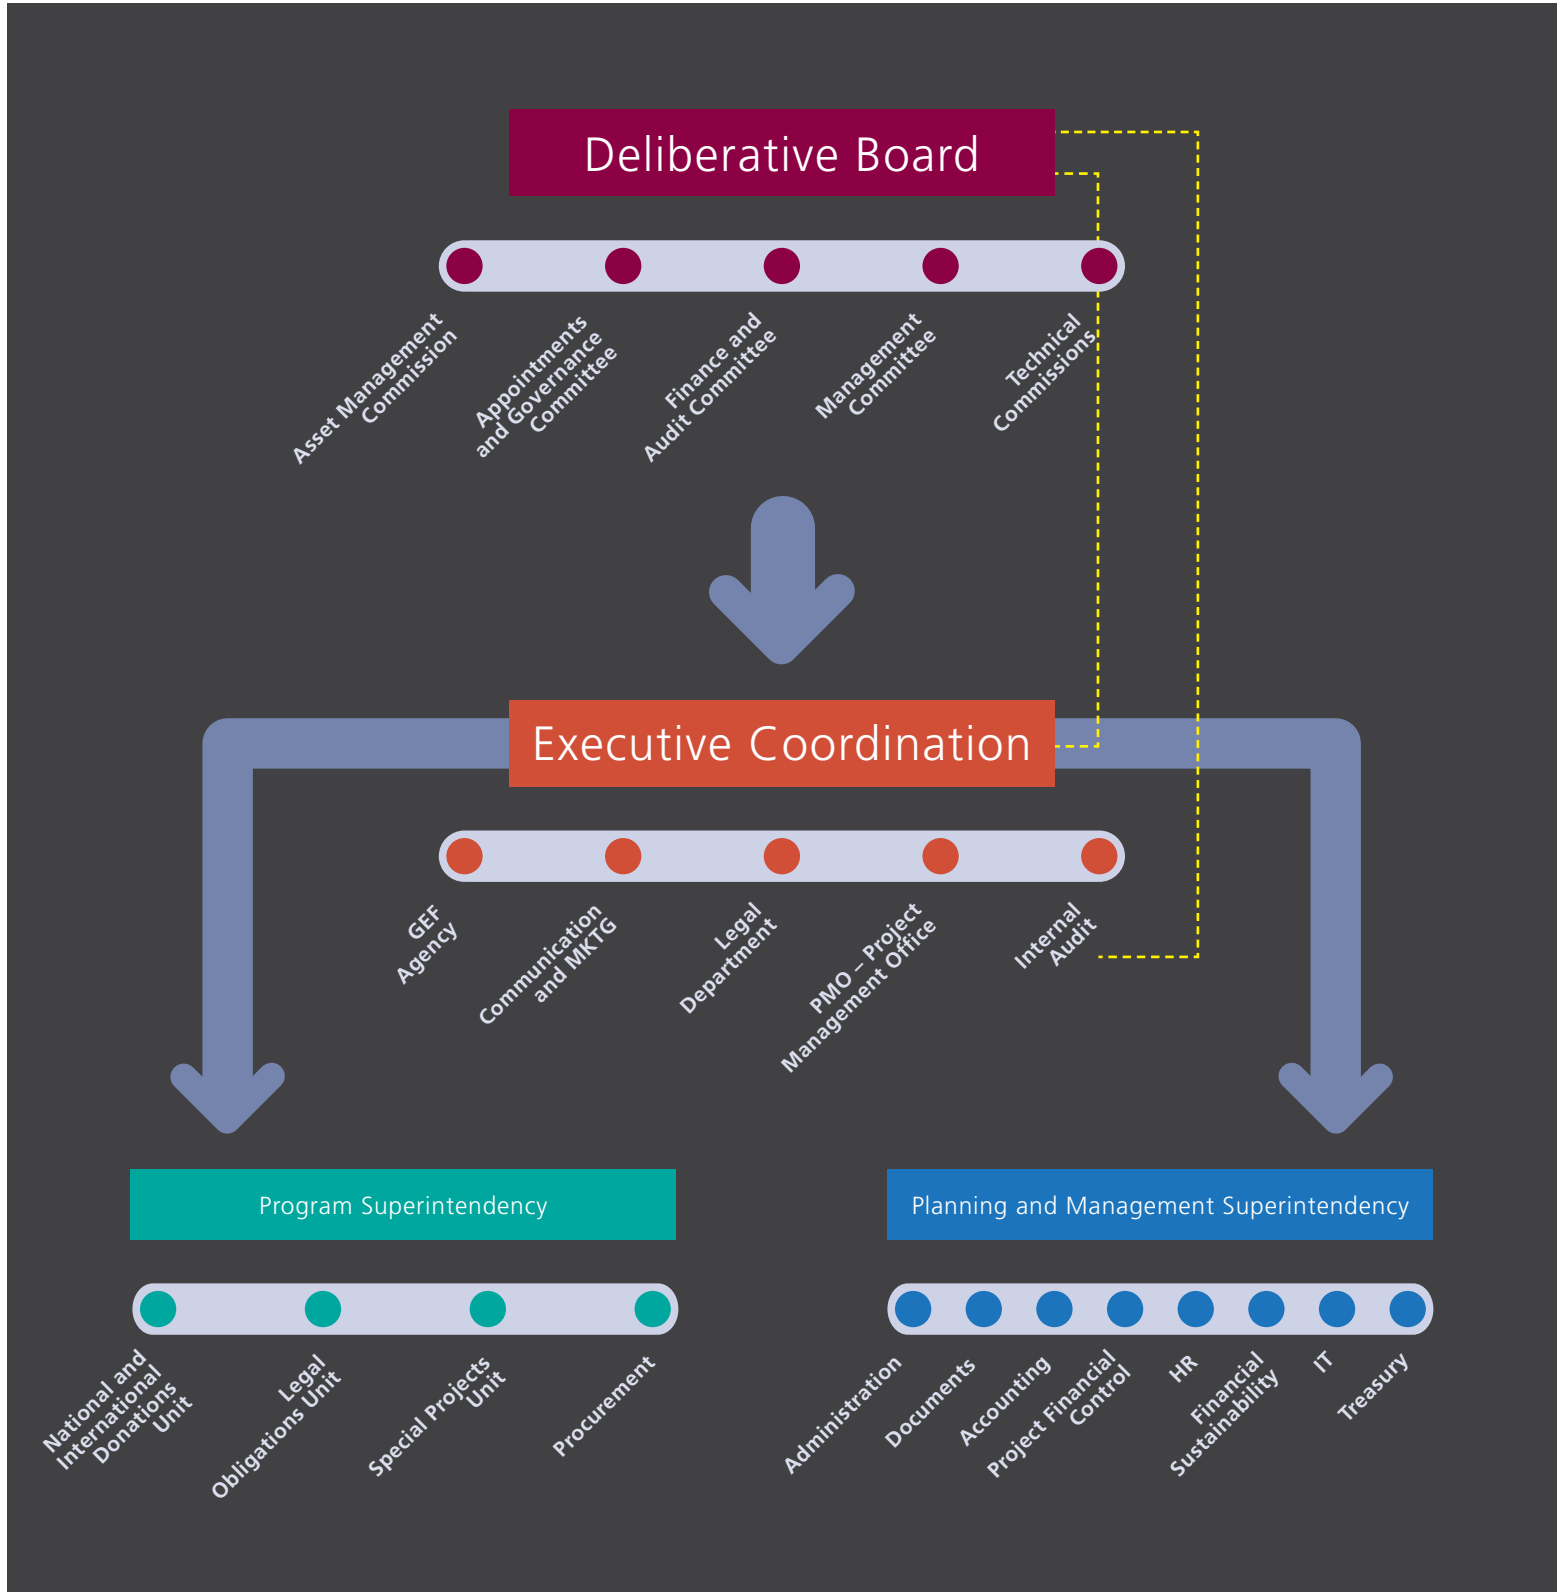 Deliberative Board
Asset Management
Commission
Appointments
and Governance
Committee
Finance and
Audit Committee
Management
Committee
Technical
Commissions
Executive Coordination
GEF
Agency
Communication
and MKTG
Legal
Department
PMO – Project
Management Office
Internal
Audit
Program Superintendency
Planning and Management Superintendency
National and
International
Donations
Unit
Legal
Obligations Unit
Special Projects
Unit
Procurement
Administration
Documents
Accounting
Project Financial
Control
HR
Financial
Sustainability
IT
Treasury